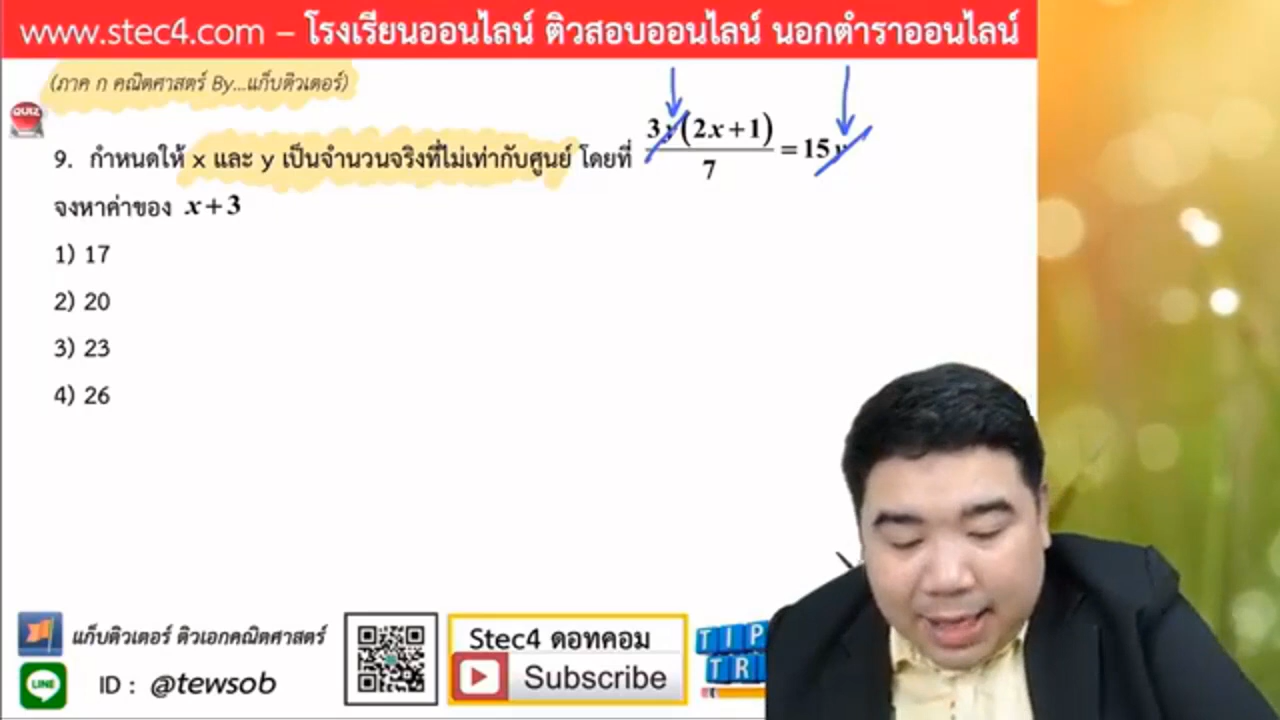 www.stec4.com – โรงเรียนออนไลน์ ติวสอบออนไลน์ นอกตำราออนไลน์
(ภาค ก คณิตศาสตร์ By...แก็บติวเตอร์)
QUIZ
9. กำหนดให้ x และ y เป็นจำนวนจริงที่ไม่เท่ากับศูนย์ โดยที่ 3y(2x+1)/7 = 15y
จงหาค่าของ x+3
1) 17
2) 20
3) 23
4) 26
แก็บติวเตอร์ ติวเอกคณิตศาสตร์
LINE ID : @tewsob
Stec4 ดอทคอม
Subscribe
TIP
TRI